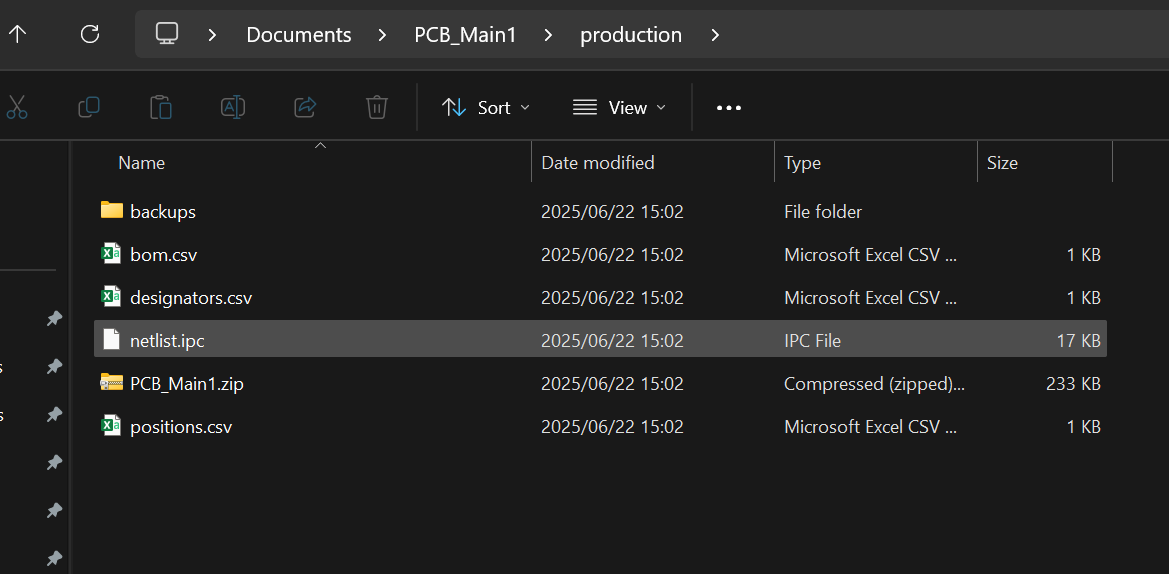 Documents > PCB_Main1 > production >
Sort View
Name Date modified Type Size
backups 2025/06/22 15:02 File folder
bom.csv 2025/06/22 15:02 Microsoft Excel CSV ... 1 KB
designators.csv 2025/06/22 15:02 Microsoft Excel CSV ... 1 KB
netlist.ipc 2025/06/22 15:02 IPC File 17 KB
PCB_Main1.zip 2025/06/22 15:02 Compressed (zipped)... 233 KB
positions.csv 2025/06/22 15:02 Microsoft Excel CSV ... 1 KB